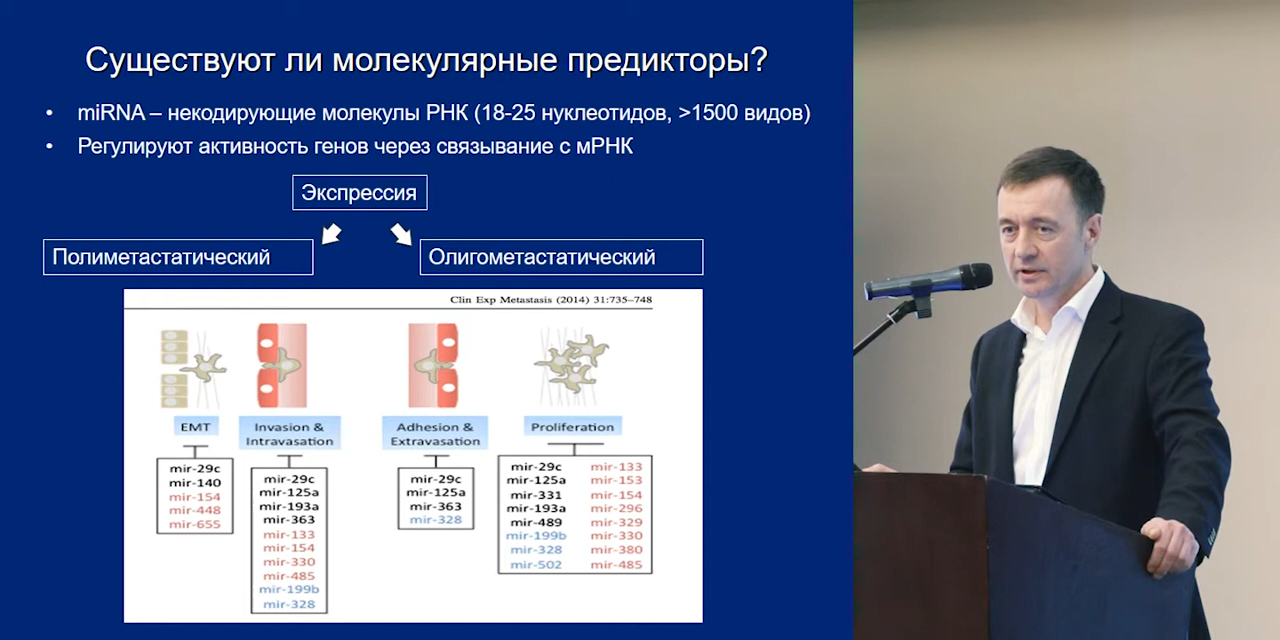 Существуют ли молекулярные предикторы?
• miRNA – некодирующие молекулы РНК (18-25 нуклеотидов, >1500 видов)
• Регулируют активность генов через связывание с мРНК
Экспрессия
Полиметастатический
Олигометастатический
Clin Exp Metastasis (2014) 31:735–748
EMT
mir-29c
mir-140
mir-154
mir-448
mir-655
Invasion &
Intravasation
mir-29c
mir-125a
mir-193a
mir-363
mir-133
mir-154
mir-330
mir-485
mir-199b
mir-328
Adhesion &
Extravasation
mir-29c
mir-125a
mir-363
mir-328
Proliferation
mir-29c mir-133
mir-125a mir-153
mir-331 mir-154
mir-193a mir-296
mir-489 mir-329
mir-199b mir-330
mir-328 mir-380
mir-502 mir-485